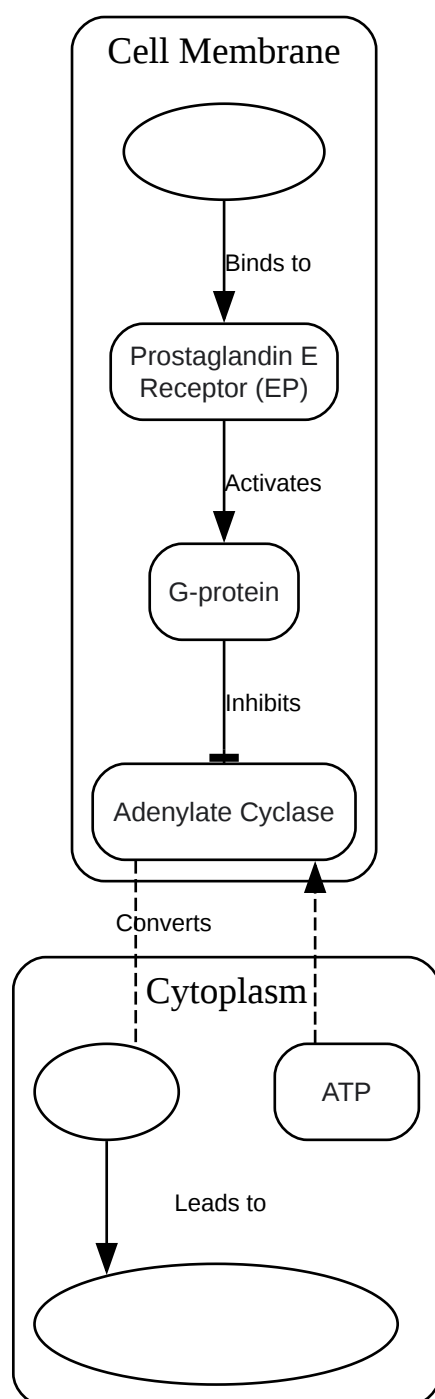 Cell Membrane
Binds to
Prostaglandin E
Receptor (EP)
Activates
G-protein
Inhibits
Adenylate Cyclase
Converts
Cytoplasm
ATP
Leads to